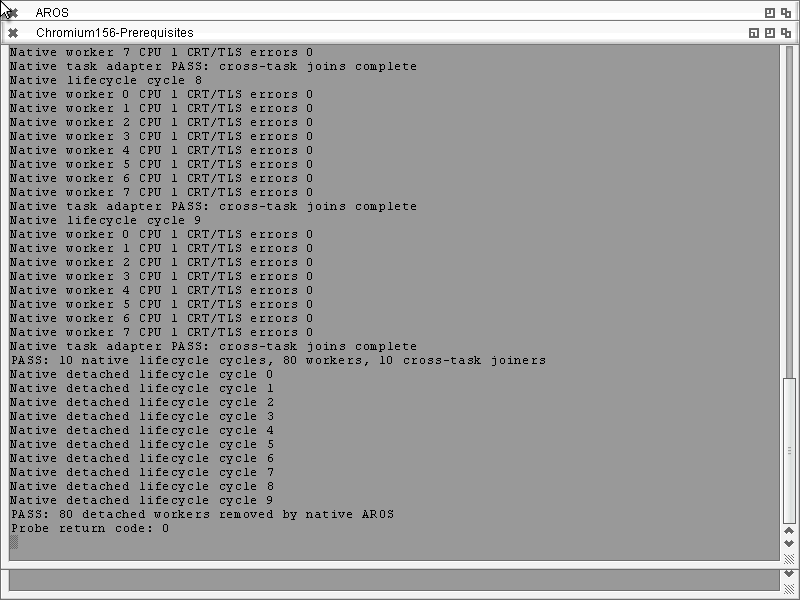 AROS
Chromium156-Prerequisites
Native worker 7 CPU 1 CRT/TLS errors 0
Native task adapter PASS: cross-task joins complete
Native lifecycle cycle 8
Native worker 0 CPU 1 CRT/TLS errors 0
Native worker 1 CPU 1 CRT/TLS errors 0
Native worker 2 CPU 1 CRT/TLS errors 0
Native worker 3 CPU 1 CRT/TLS errors 0
Native worker 4 CPU 1 CRT/TLS errors 0
Native worker 5 CPU 1 CRT/TLS errors 0
Native worker 6 CPU 1 CRT/TLS errors 0
Native worker 7 CPU 1 CRT/TLS errors 0
Native task adapter PASS: cross-task joins complete
Native lifecycle cycle 9
Native worker 0 CPU 1 CRT/TLS errors 0
Native worker 1 CPU 1 CRT/TLS errors 0
Native worker 2 CPU 1 CRT/TLS errors 0
Native worker 3 CPU 1 CRT/TLS errors 0
Native worker 4 CPU 1 CRT/TLS errors 0
Native worker 5 CPU 1 CRT/TLS errors 0
Native worker 6 CPU 1 CRT/TLS errors 0
Native worker 7 CPU 1 CRT/TLS errors 0
Native task adapter PASS: cross-task joins complete
PASS: 10 native lifecycle cycles, 80 workers, 10 cross-task joiners
Native detached lifecycle cycle 0
Native detached lifecycle cycle 1
Native detached lifecycle cycle 2
Native detached lifecycle cycle 3
Native detached lifecycle cycle 4
Native detached lifecycle cycle 5
Native detached lifecycle cycle 6
Native detached lifecycle cycle 7
Native detached lifecycle cycle 8
Native detached lifecycle cycle 9
PASS: 80 detached workers removed by native AROS
Probe return code: 0